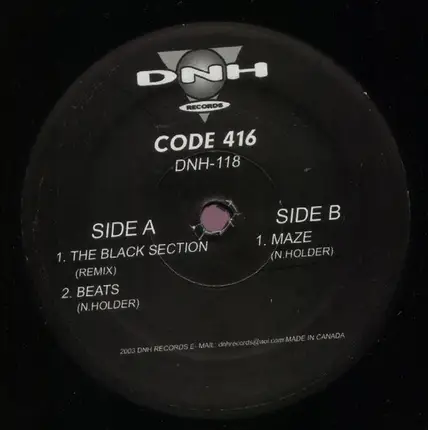 DNH
RECORDS
CODE 416
DNH-118
SIDE A
1. THE BLACK SECTION
(REMIX)
2. BEATS
(N.HOLDER)
SIDE B
1. MAZE
(N.HOLDER)
2003 DNH RECORDS E- MAIL: dnhrecords@aol.com MADE IN CANADA